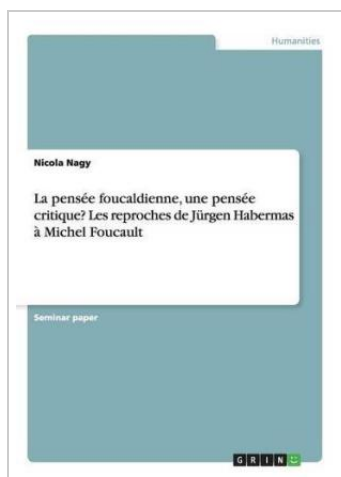 Humanities
Nicola Nagy
La pensée foucaldienne, une pensée
critique? Les reproches de Jürgen Habermas
à Michel Foucault
Seminar paper
GRIN